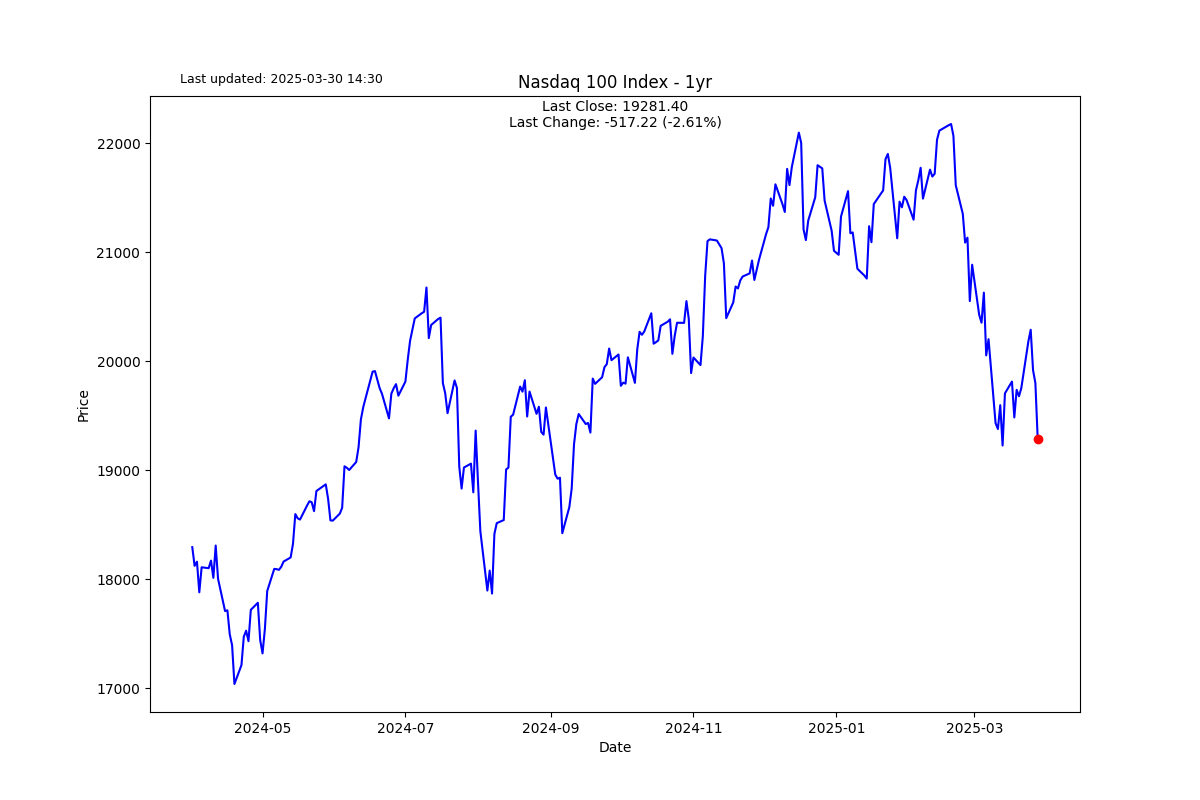 Last updated: 2025-03-30 14:30
Nasdaq 100 Index - 1yr
Last Close: 19281.40
Last Change: -517.22 (-2.61%)
Price
22000
21000
20000
19000
18000
17000
2024-05
2024-07
2024-09
2024-11
2025-01
2025-03
Date